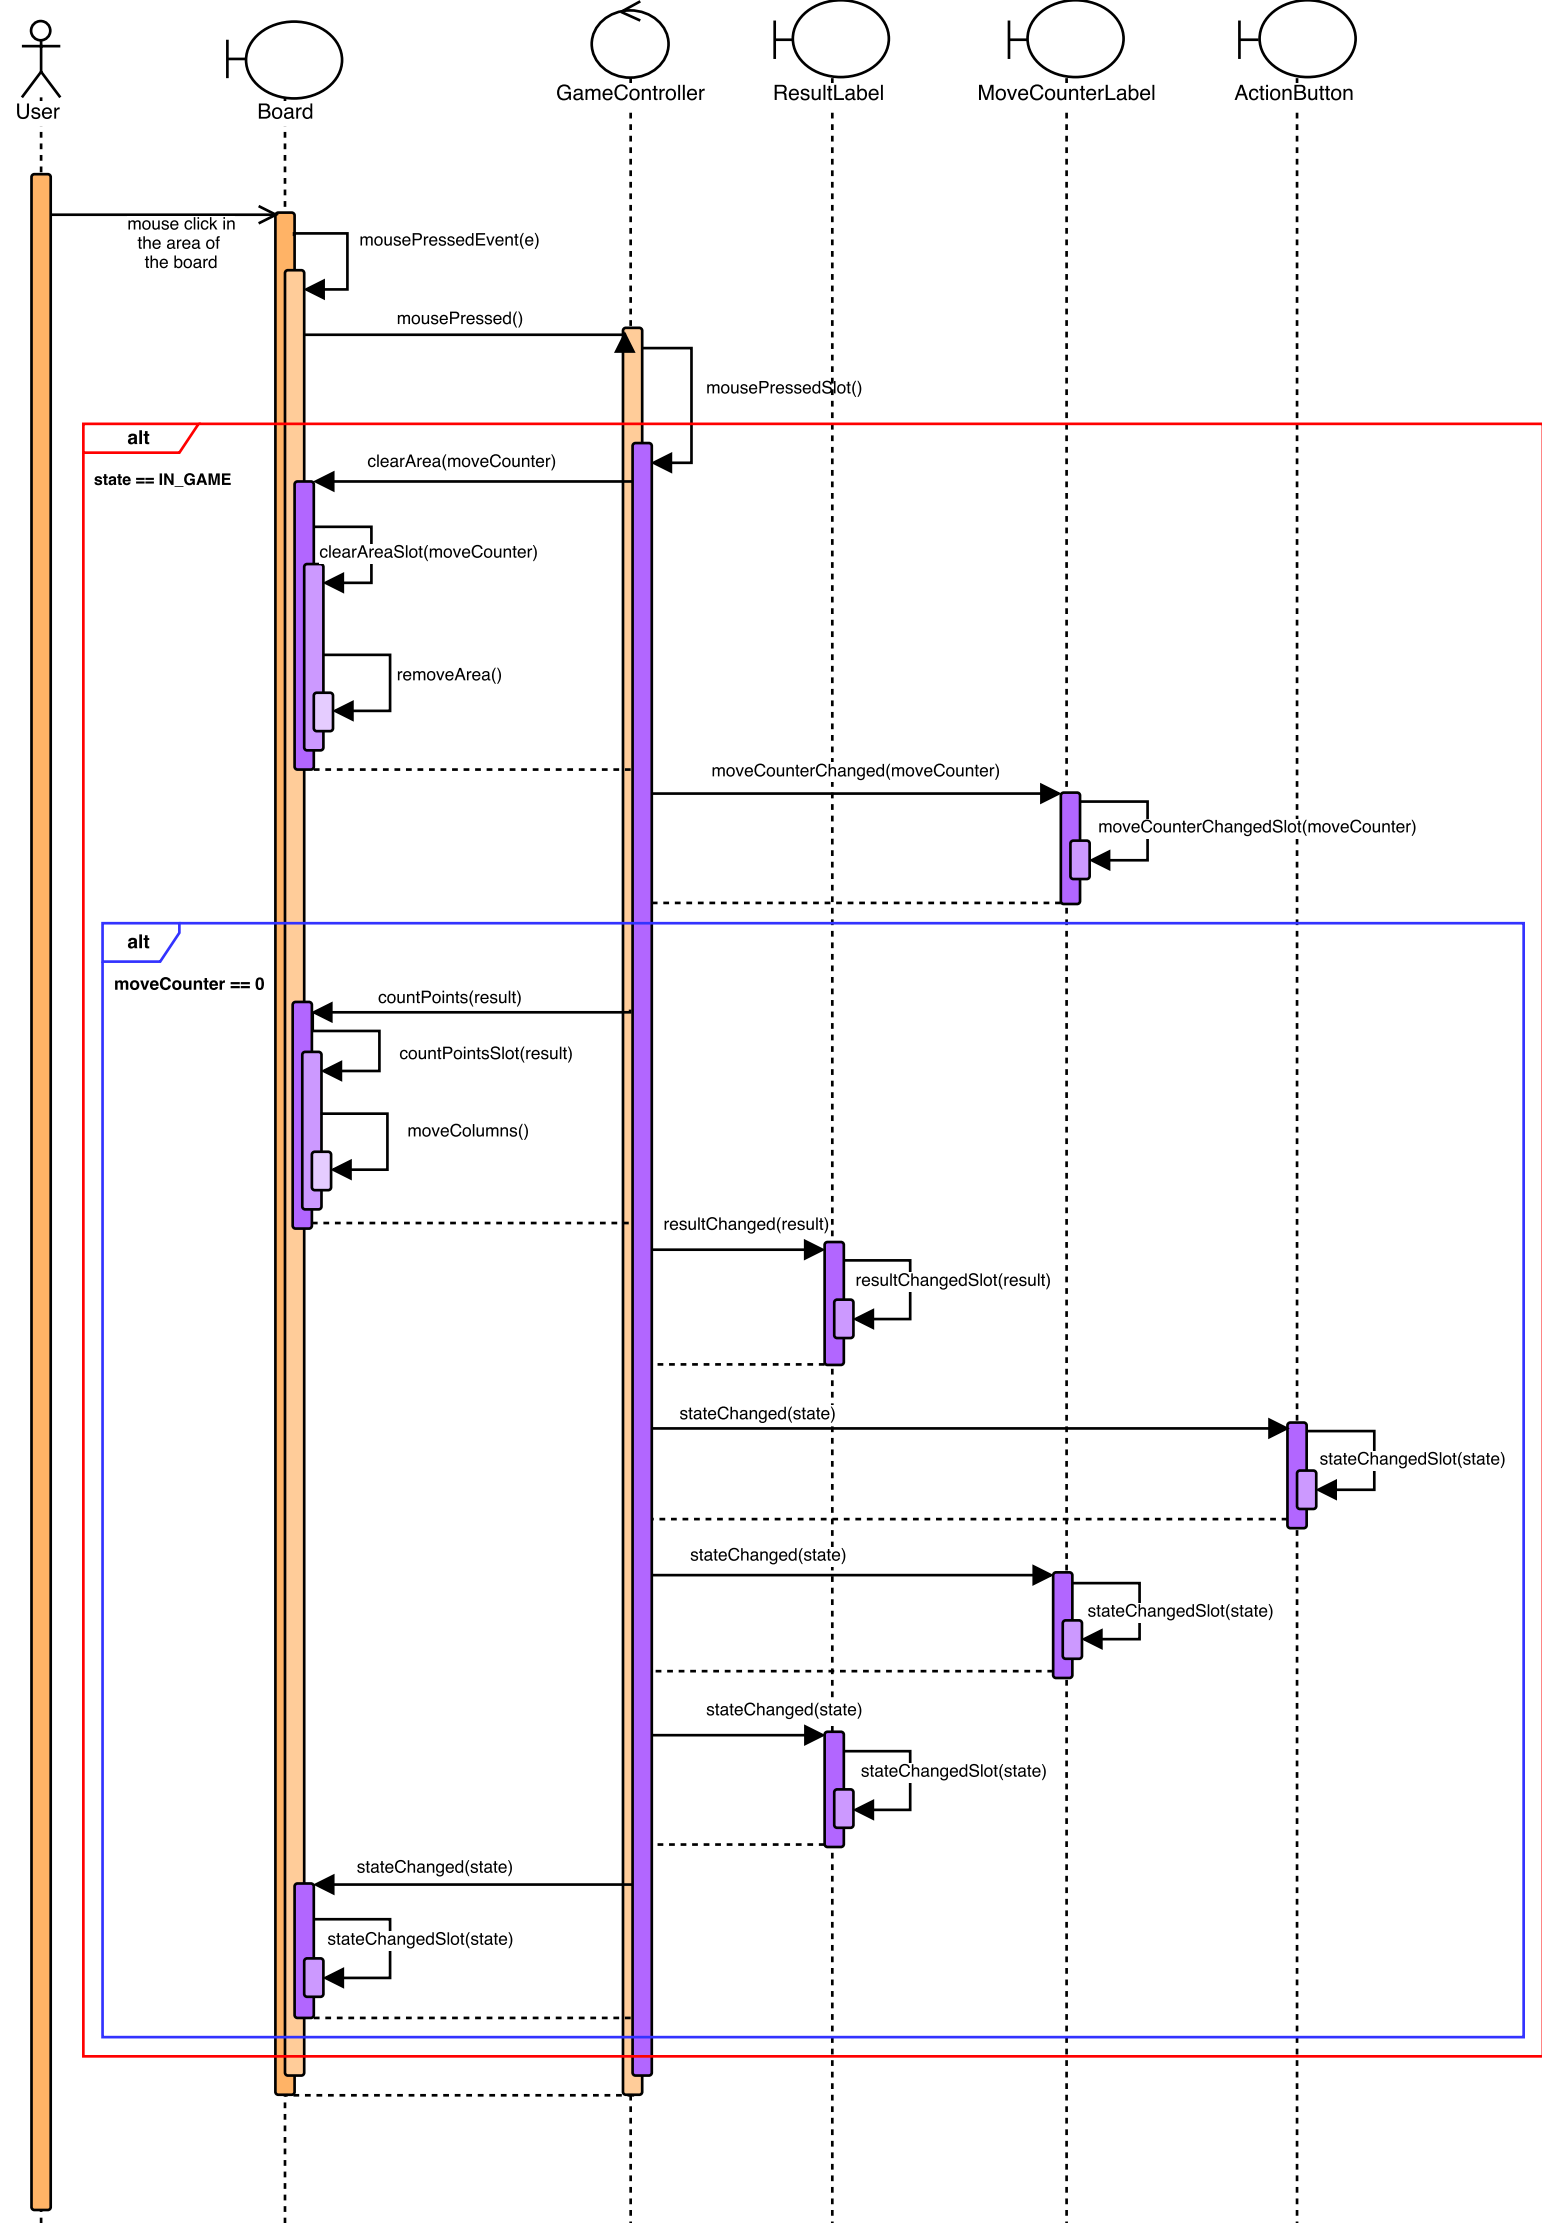 User
Board
GameController
ResultLabel
MoveCounterLabel
ActionButton
mouse click in
the area of
the board
mousePressedEvent(e)
mousePressed()
mousePressedSlot()
alt
state == IN_GAME
clearArea(moveCounter)
clearAreaSlot(moveCounter)
removeArea()
moveCounterChanged(moveCounter)
moveCounterChangedSlot(moveCounter)
alt
moveCounter == 0
countPoints(result)
countPointsSlot(result)
moveColumns()
resultChanged(result)
resultChangedSlot(result)
stateChanged(state)
stateChangedSlot(state)
stateChanged(state)
stateChangedSlot(state)
stateChanged(state)
stateChangedSlot(state)
stateChanged(state)
stateChangedSlot(state)